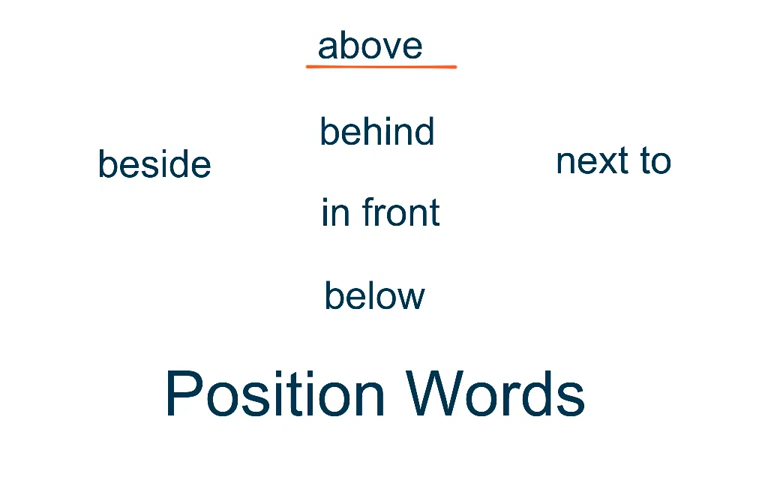 above
behind
beside
next to
in front
below
Position Words